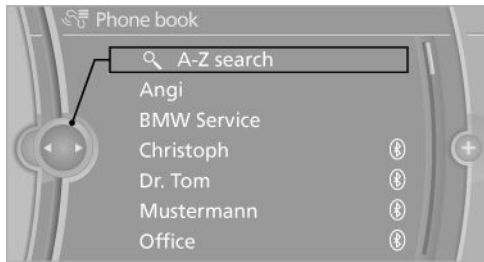 Phone book
A-Z search
Angi
BMW Service
Christoph
Dr. Tom
Mustermann
Office